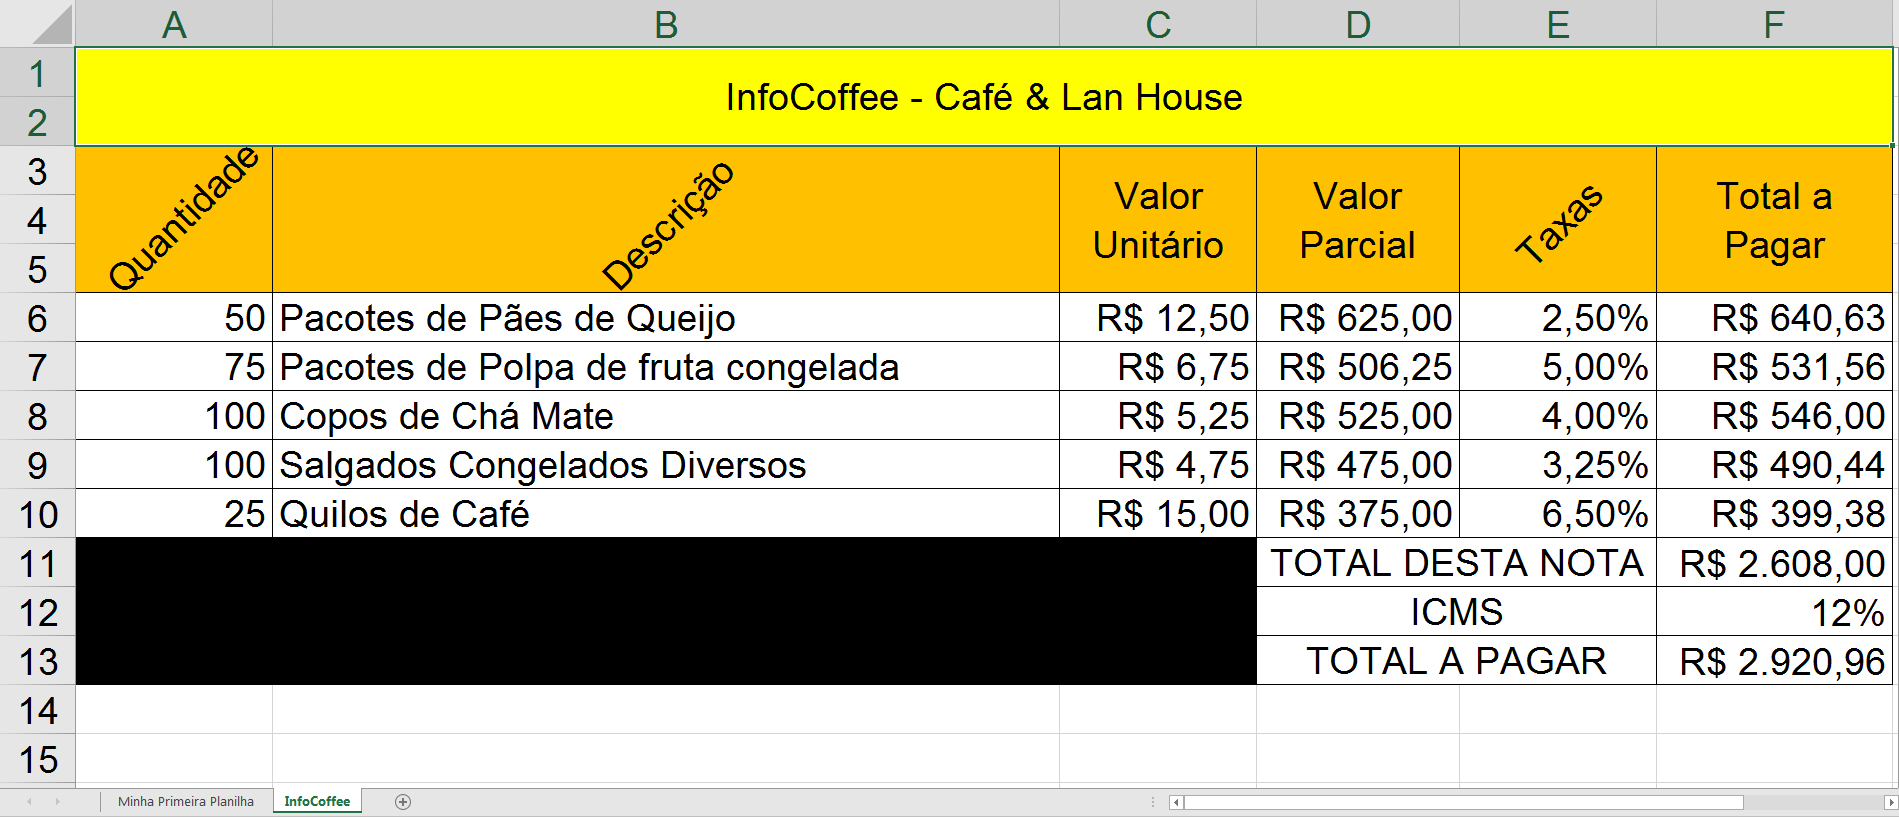 A B C D E F
1
2
InfoCoffee - Café & Lan House
3
4
5
Quantidade Descrição Valor Unitário Valor Parcial Taxas Total a Pagar
6 50 Pacotes de Pães de Queijo R$ 12,50 R$ 625,00 2,50% R$ 640,63
7 75 Pacotes de Polpa de fruta congelada R$ 6,75 R$ 506,25 5,00% R$ 531,56
8 100 Copos de Chá Mate R$ 5,25 R$ 525,00 4,00% R$ 546,00
9 100 Salgados Congelados Diversos R$ 4,75 R$ 475,00 3,25% R$ 490,44
10 25 Quilos de Café R$ 15,00 R$ 375,00 6,50% R$ 399,38
11 TOTAL DESTA NOTA R$ 2.608,00
12 ICMS 12%
13 TOTAL A PAGAR R$ 2.920,96
14
15
Minha Primeira Planilha InfoCoffee